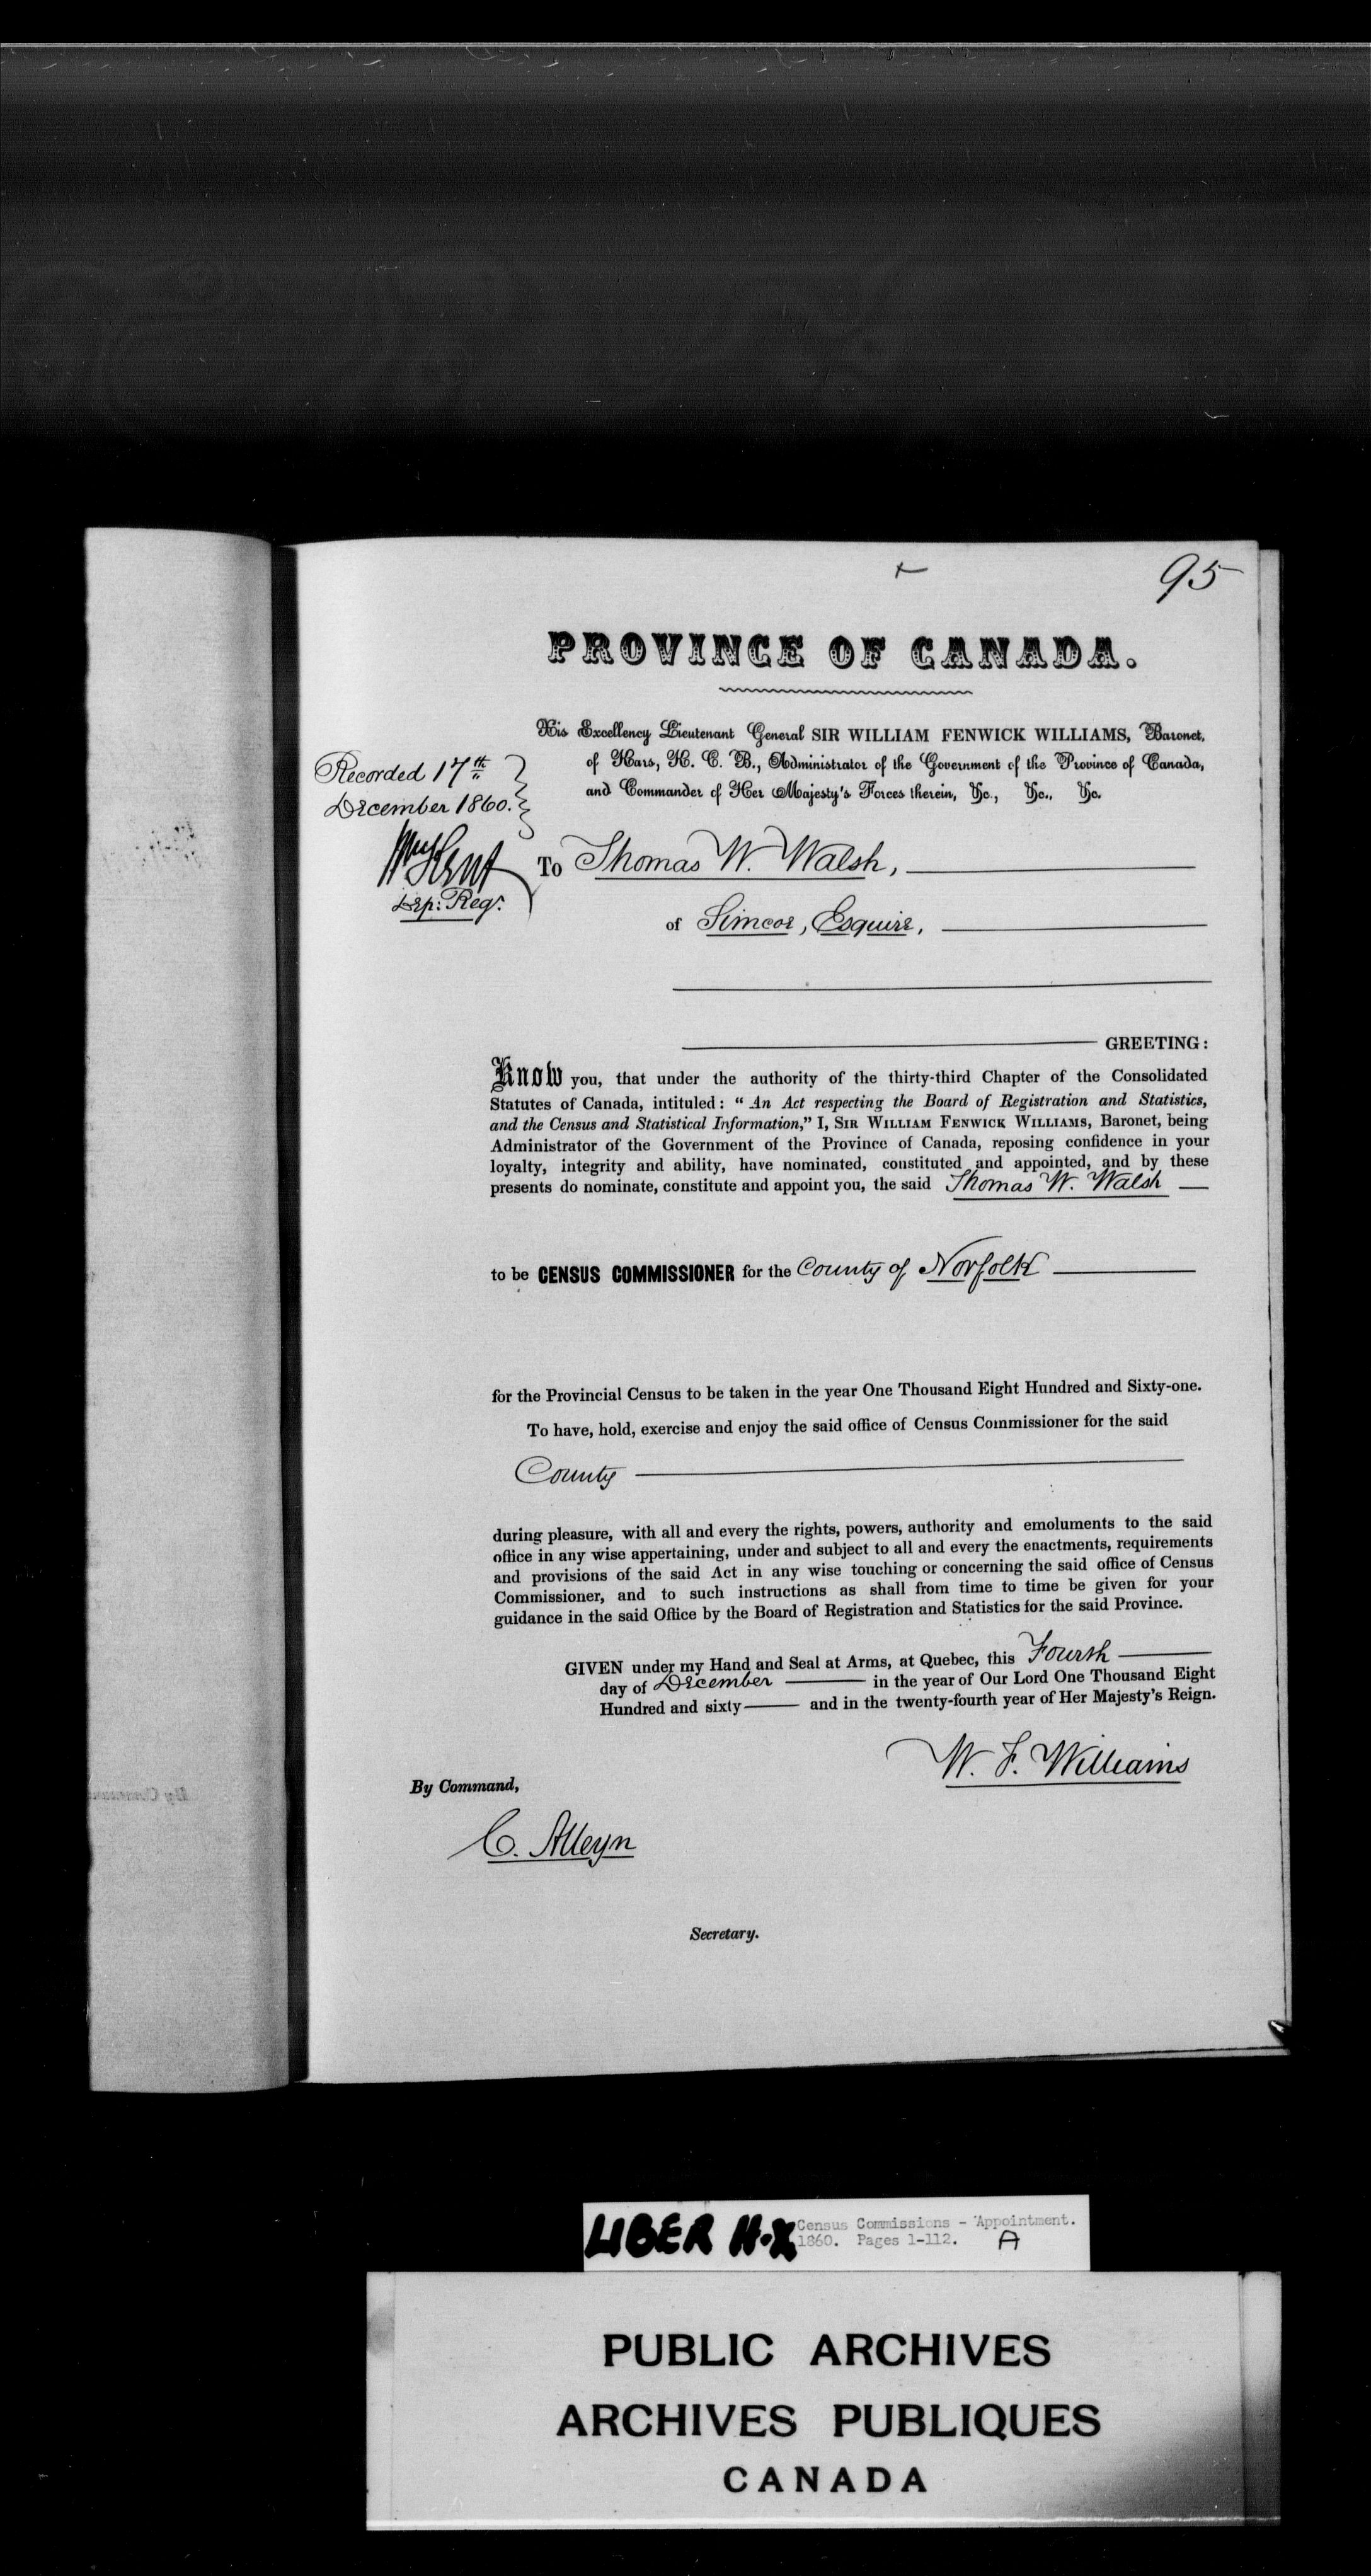 95
PROVINCE OF CANADA.
His Excellency Lieutenant General SIR WILLIAM FENWICK WILLIAMS, Baronet,
of Kars, K. C. B., Administrator of the Government of the Province of Canada,
and Commander of Her Majesty's Forces therein, &c., &c., &c.
Recorded 17th
December 1860.
Wm Kent
Dep: Regr.
To Thomas W. Walsh,
of Simcoe, Esquire,
GREETING:
Know you, that under the authority of the thirty-third Chapter of the Consolidated
Statutes of Canada, intituled: "An Act respecting the Board of Registration and Statistics,
and the Census and Statistical Information," I, SIR WILLIAM FENWICK WILLIAMS, Baronet, being
Administrator of the Government of the Province of Canada, reposing confidence in your
loyalty, integrity and ability, have nominated, constituted and appointed, and by these
presents do nominate, constitute and appoint you, the said Thomas W. Walsh
to be CENSUS COMMISSIONER for the County of Norfolk
for the Provincial Census to be taken in the year One Thousand Eight Hundred and Sixty-one.
To have, hold, exercise and enjoy the said office of Census Commissioner for the said
County
during pleasure, with all and every the rights, powers, authority and emoluments to the said
office in any wise appertaining, under and subject to all and every the enactments, requirements
and provisions of the said Act in any wise touching or concerning the said office of Census
Commissioner, and to such instructions as shall from time to time be given for your
guidance in the said Office by the Board of Registration and Statistics for the said Province.
GIVEN under my Hand and Seal at Arms, at Quebec, this Fourth
day of December in the year of Our Lord One Thousand Eight
Hundred and sixty and in the twenty-fourth year of Her Majesty's Reign.
W. F. Williams
By Command,
C. Alleyn
Secretary.
LIBER H-X
Census Commissions - Appointment.
1860. Pages 1-112. A
PUBLIC ARCHIVES
ARCHIVES PUBLIQUES
CANADA